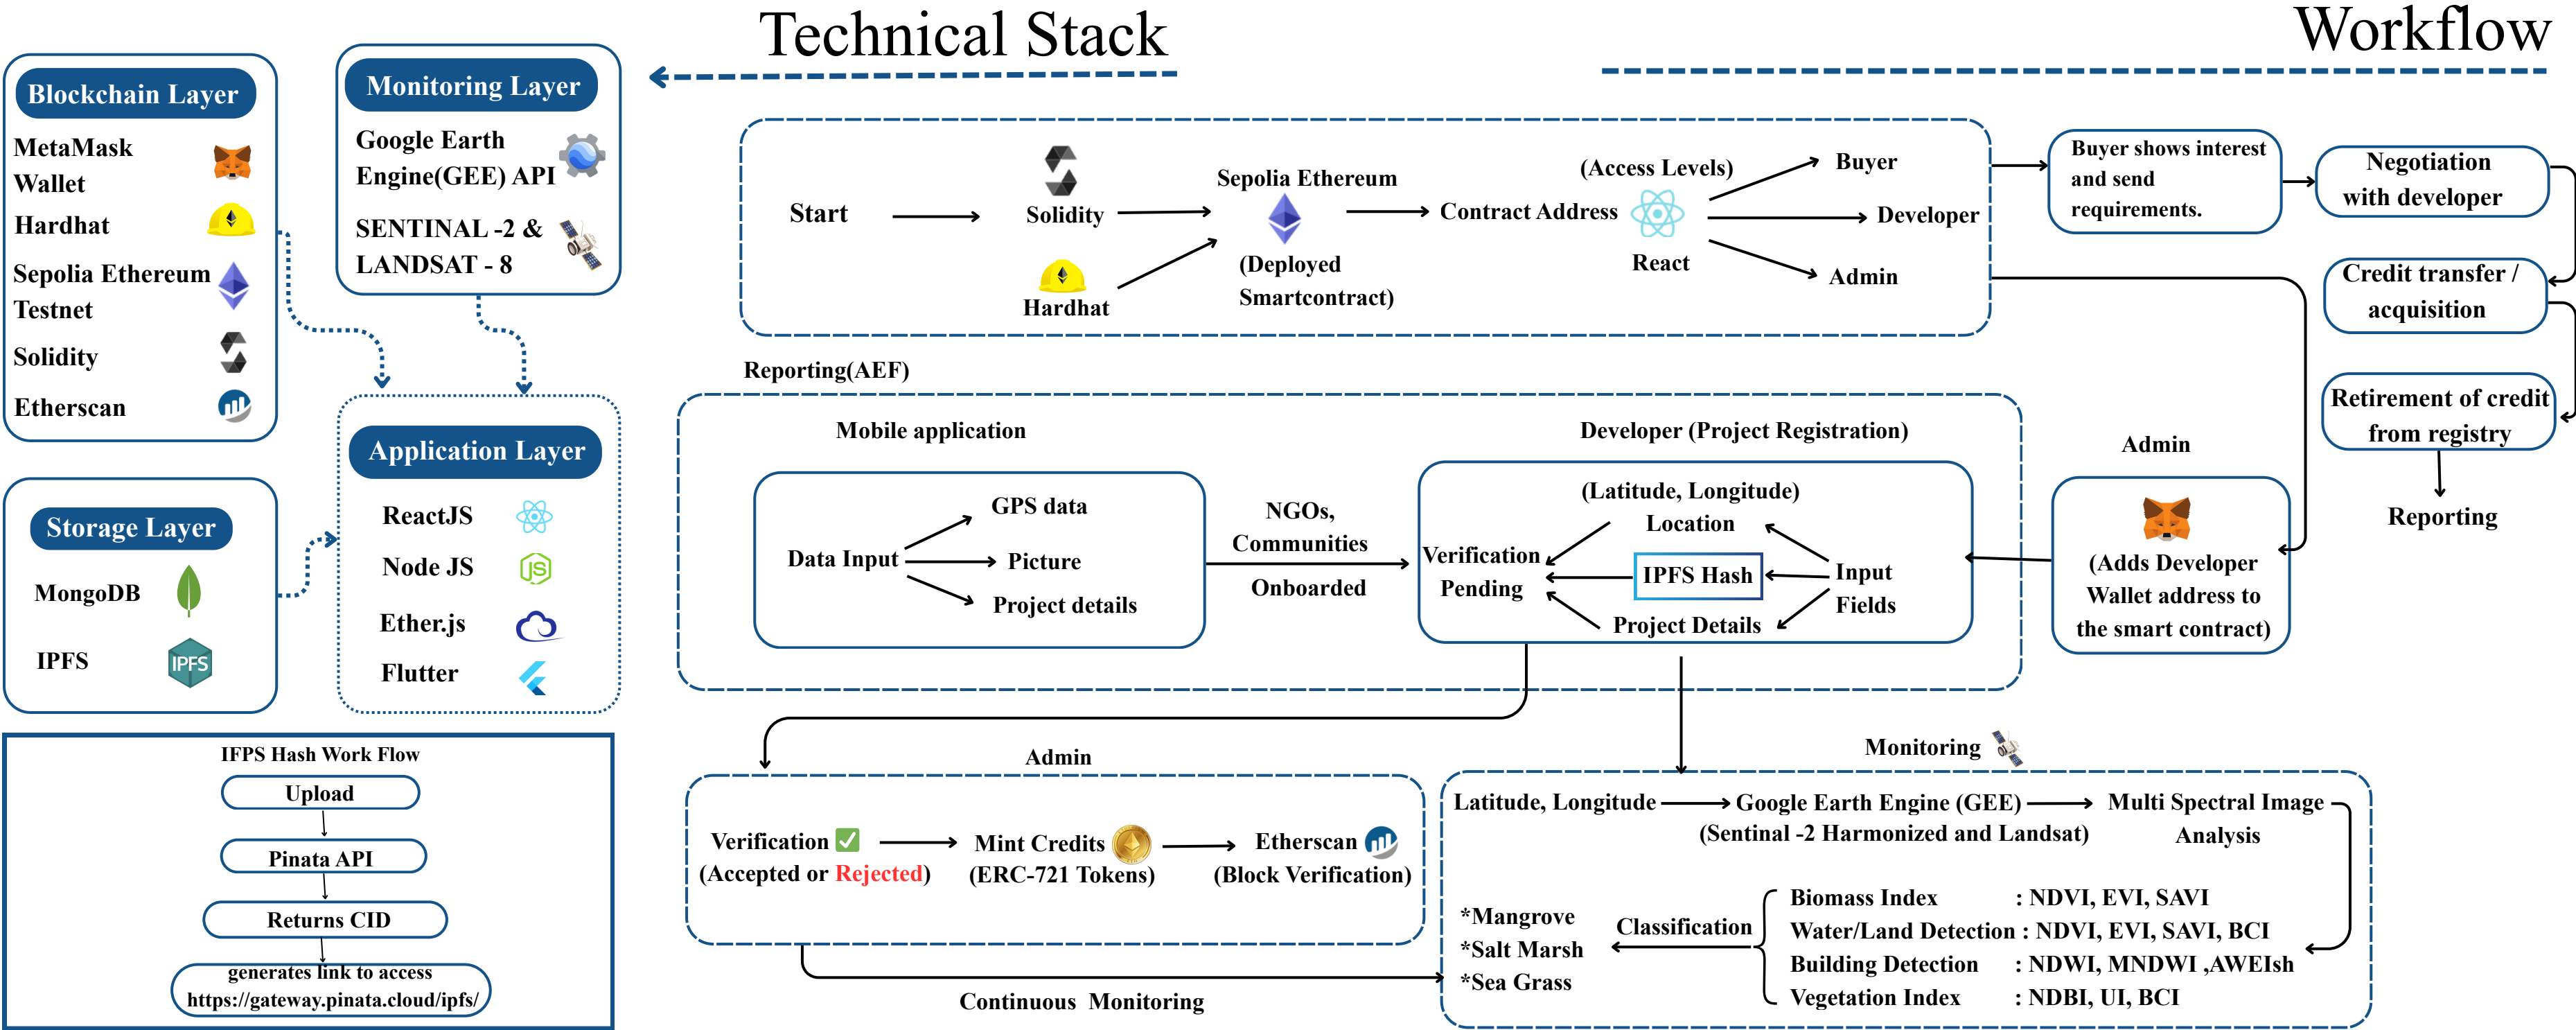 Technical Stack
Workflow
Blockchain Layer
MetaMask
Wallet
Hardhat
Sepolia Ethereum
Testnet
Solidity
Etherscan
Monitoring Layer
Google Earth
Engine(GEE) API
SENTINAL -2 &
LANDSAT - 8
Storage Layer
MongoDB
IPFS
IPFS
Application Layer
ReactJS
Node JS
JS
Ether.js
Flutter
IFPS Hash Work Flow
Upload
Pinata API
Returns CID
generates link to access
https://gateway.pinata.cloud/ipfs/
Start
Solidity
Hardhat
Sepolia Ethereum
(Deployed
Smartcontract)
Contract Address
(Access Levels)
React
Buyer
Developer
Admin
Buyer shows interest
and send
requirements.
Negotiation
with developer
Credit transfer /
acquisition
Retirement of credit
from registry
Reporting
Admin
(Adds Developer
Wallet address to
the smart contract)
Reporting(AEF)
Mobile application
Data Input
GPS data
Picture
Project details
NGOs,
Communities
Onboarded
Developer (Project Registration)
(Latitude, Longitude)
Location
Verification
Pending
IPFS Hash
Input
Fields
Project Details
Admin
Verification
(Accepted or Rejected)
Mint Credits
(ERC-721 Tokens)
Etherscan
(Block Verification)
Continuous Monitoring
Monitoring
Latitude, Longitude
Google Earth Engine (GEE)
(Sentinal -2 Harmonized and Landsat)
Multi Spectral Image
Analysis
Biomass Index : NDVI, EVI, SAVI
Water/Land Detection : NDVI, EVI, SAVI, BCI
Building Detection : NDWI, MNDWI ,AWEIsh
Vegetation Index : NDBI, UI, BCI
Classification
*Mangrove
*Salt Marsh
*Sea Grass